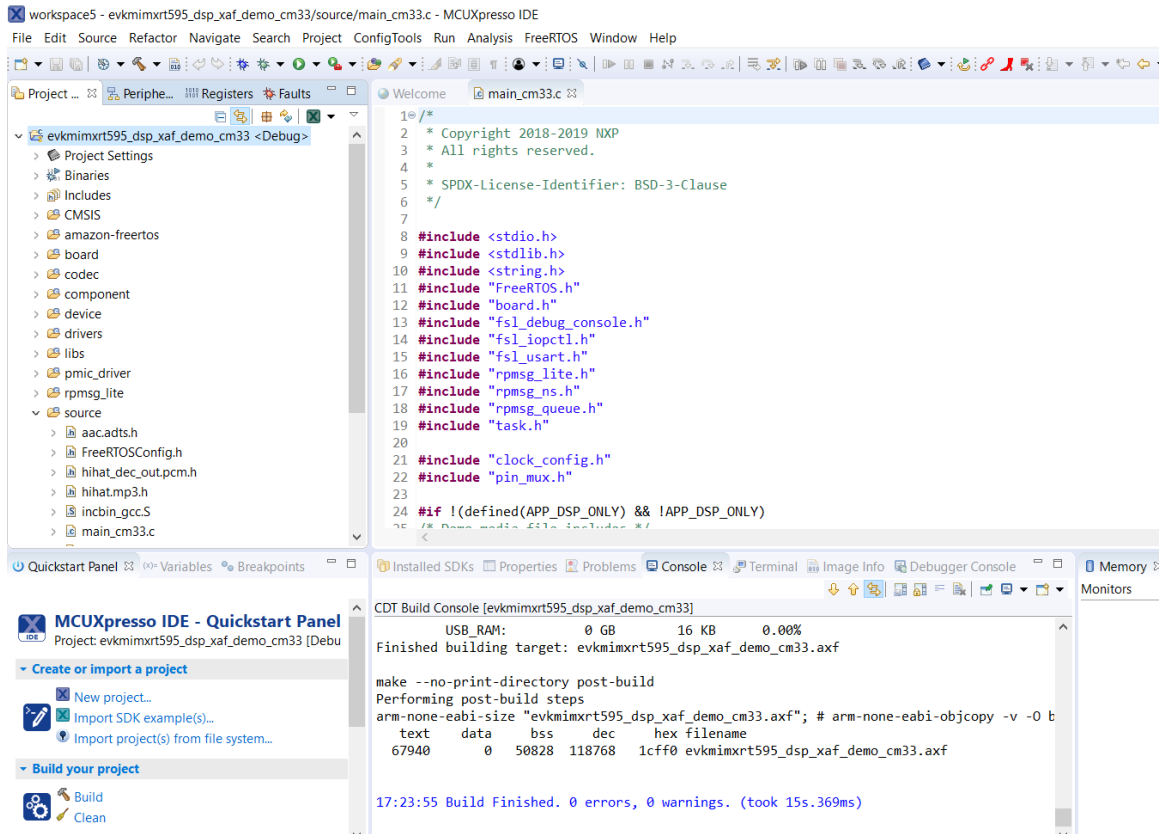 workspace5 - evkmimxrt595_dsp_xaf_demo_cm33/source/main_cm33.c - MCUXpresso IDE
File Edit Source Refactor Navigate Search Project ConfigTools Run Analysis FreeRTOS Window Help
Project ... Periphe... Registers Faults
evkmimxrt595_dsp_xaf_demo_cm33 <Debug>
Project Settings
Binaries
Includes
CMSIS
amazon-freertos
board
codec
component
device
drivers
libs
pmic_driver
rpmsg_lite
source
aac.adts.h
FreeRTOSConfig.h
hihat_dec_out.pcm.h
hihat.mp3.h
incbin_gcc.S
main_cm33.c
Welcome main_cm33.c
1 /*
2 * Copyright 2018-2019 NXP
3 * All rights reserved.
4 *
5 * SPDX-License-Identifier: BSD-3-Clause
6 */
7
8 #include <stdio.h>
9 #include <stdlib.h>
10 #include <string.h>
11 #include "FreeRTOS.h"
12 #include "board.h"
13 #include "fsl_debug_console.h"
14 #include "fsl_iopctl.h"
15 #include "fsl_usart.h"
16 #include "rpmsg_lite.h"
17 #include "rpmsg_ns.h"
18 #include "rpmsg_queue.h"
19 #include "task.h"
20
21 #include "clock_config.h"
22 #include "pin_mux.h"
23
24 #if !(defined(APP_DSP_ONLY) && !APP_DSP_ONLY)
25 /* Demo media file includes */
Quickstart Panel (x)= Variables Breakpoints
IDE
MCUXpresso IDE - Quickstart Panel
Project: evkmimxrt595_dsp_xaf_demo_cm33 [Debu
Create or import a project
New project...
Import SDK example(s)...
Import project(s) from file system...
Build your project
Build
Clean
Installed SDKs Properties Problems Console Terminal Image Info Debugger Console
CDT Build Console [evkmimxrt595_dsp_xaf_demo_cm33]
USB_RAM: 0 GB 16 KB 0.00%
Finished building target: evkmimxrt595_dsp_xaf_demo_cm33.axf
make --no-print-directory post-build
Performing post-build steps
arm-none-eabi-size "evkmimxrt595_dsp_xaf_demo_cm33.axf"; # arm-none-eabi-objcopy -v -O b
text data bss dec hex filename
67940 0 50828 118768 1cff0 evkmimxrt595_dsp_xaf_demo_cm33.axf
17:23:55 Build Finished. 0 errors, 0 warnings. (took 15s.369ms)
Memory
Monitors